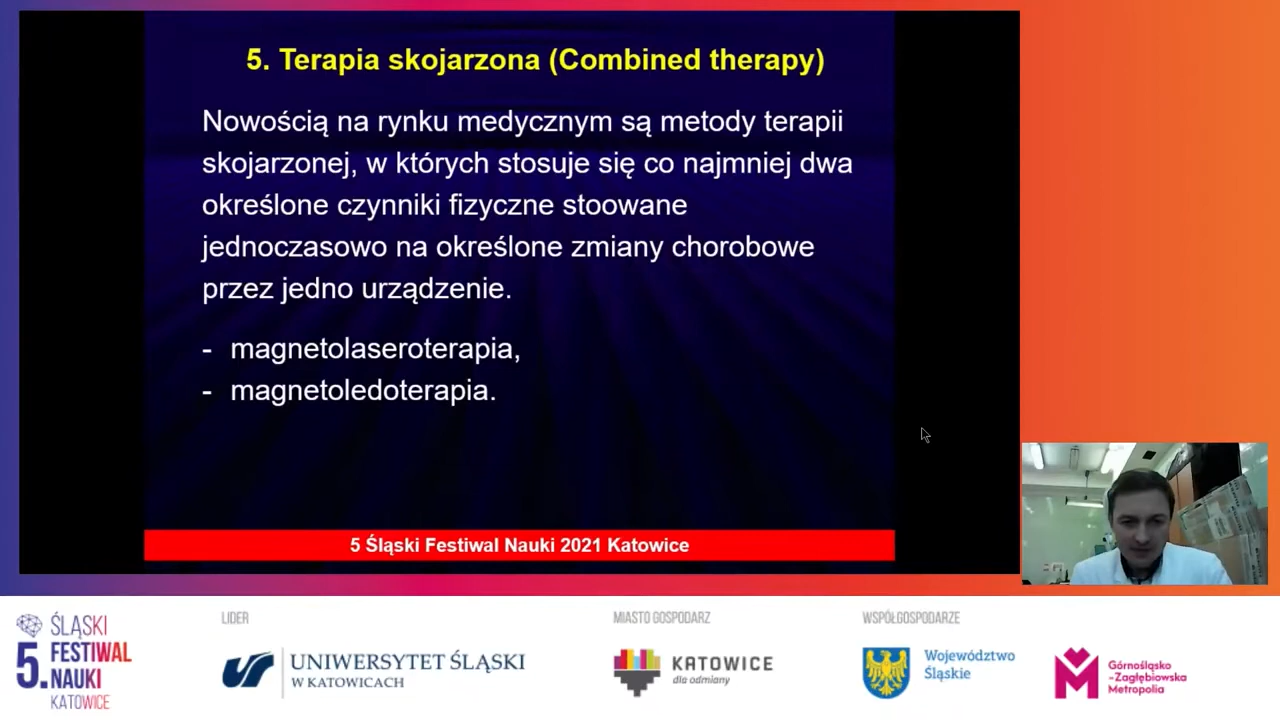 5. Terapia skojarzona (Combined therapy)
Nowością na rynku medycznym są metody terapii
skojarzonej, w których stosuje się co najmniej dwa
określone czynniki fizyczne stoowane
jednoczasowo na określone zmiany chorobowe
przez jedno urządzenie.
- magnetolaseroterapia,
- magnetoledoterapia.
5 Śląski Festiwal Nauki 2021 Katowice
5. ŚLĄSKI
FESTIWAL
NAUKI
KATOWICE
LIDER
UNIWERSYTET ŚLĄSKI
W KATOWICACH
MIASTO GOSPODARZ
KATOWICE
dla odmiany
WSPÓŁGOSPODARZE
Województwo
Śląskie
Górnośląsko
-Zagłębiowska
Metropolia